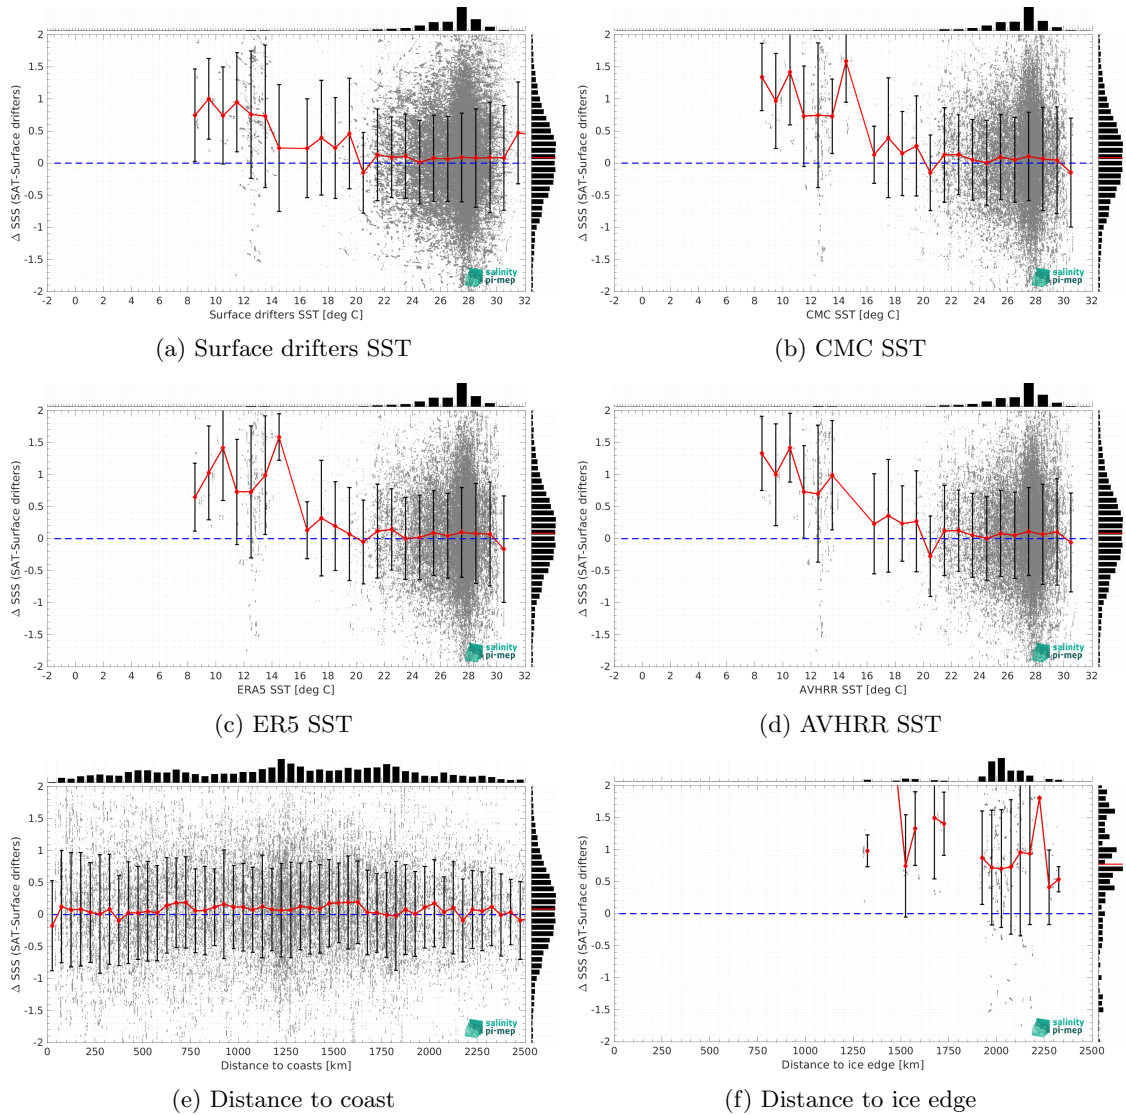 2
1.5
1
0.5
0
-0.5
-1
-1.5
-2
Δ SSS (SAT-Surface drifters)
-2 0 2 4 6 8 10 12 14 16 18 20 22 24 26 28 30 32
Surface drifters SST [deg C]
salinity
pi-mep
(a) Surface drifters SST
2
1.5
1
0.5
0
-0.5
-1
-1.5
-2
Δ SSS (SAT-Surface drifters)
-2 0 2 4 6 8 10 12 14 16 18 20 22 24 26 28 30 32
CMC SST [deg C]
salinity
pi-mep
(b) CMC SST
2
1.5
1
0.5
0
-0.5
-1
-1.5
-2
Δ SSS (SAT-Surface drifters)
-2 0 2 4 6 8 10 12 14 16 18 20 22 24 26 28 30 32
ERA5 SST [deg C]
salinity
pi-mep
(c) ER5 SST
2
1.5
1
0.5
0
-0.5
-1
-1.5
-2
Δ SSS (SAT-Surface drifters)
-2 0 2 4 6 8 10 12 14 16 18 20 22 24 26 28 30 32
AVHRR SST [deg C]
salinity
pi-mep
(d) AVHRR SST
2
1.5
1
0.5
0
-0.5
-1
-1.5
-2
Δ SSS (SAT-Surface drifters)
0 250 500 750 1000 1250 1500 1750 2000 2250 2500
Distance to coasts [km]
salinity
pi-mep
(e) Distance to coast
2
1.5
1
0.5
0
-0.5
-1
-1.5
-2
Δ SSS (SAT-Surface drifters)
0 250 500 750 1000 1250 1500 1750 2000 2250 2500
Distance to ice edge [km]
salinity
pi-mep
(f) Distance to ice edge